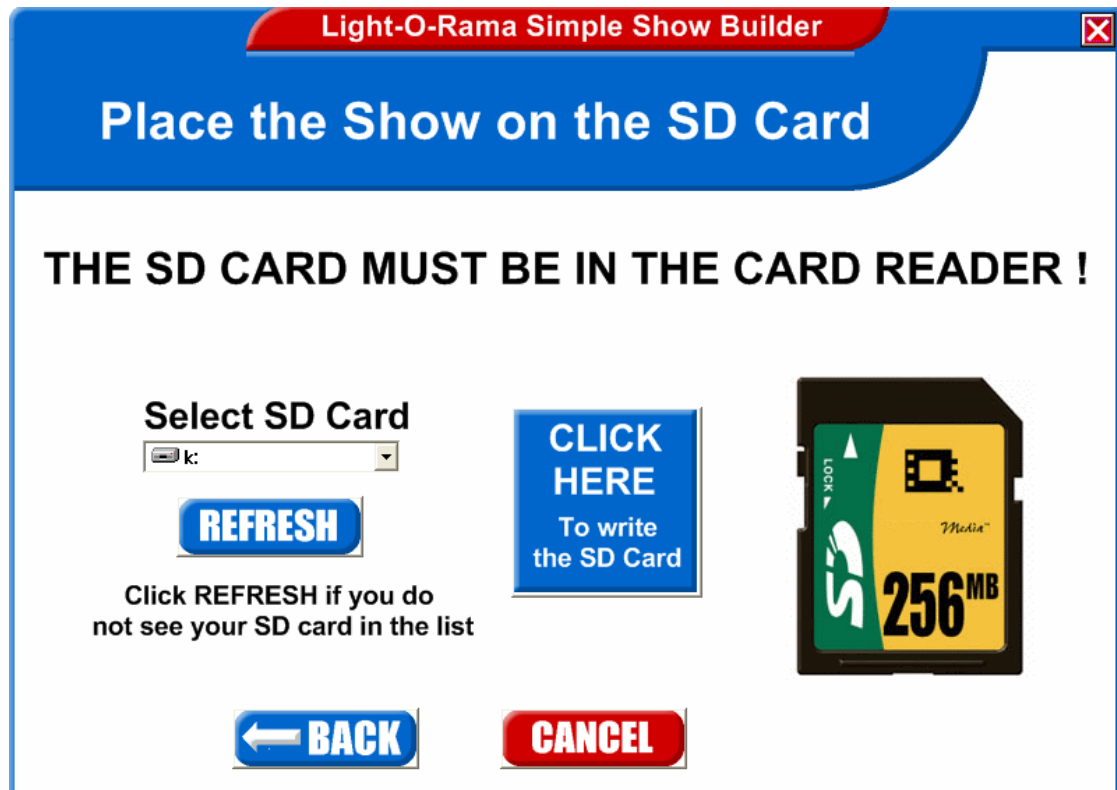 Light-O-Rama Simple Show Builder
Place the Show on the SD Card
THE SD CARD MUST BE IN THE CARD READER !
Select SD Card
k:
REFRESH
Click REFRESH if you do
not see your SD card in the list
CLICK
HERE
To write
the SD Card
LOCK
Media™
SD
256MB
BACK
CANCEL